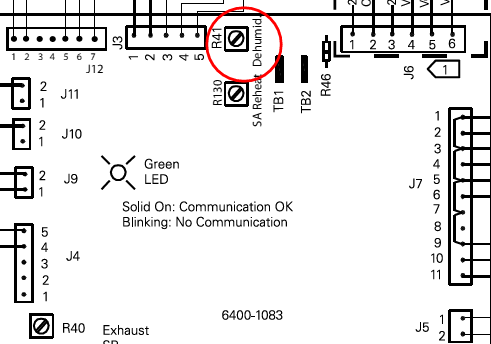 2
C
V
V
1 2 3 4 5 6 7
J12
J3
1 2 3 4 5
R41
Dehumid.
R130
SA Reheat
TB1
TB2
R46
1 2 3 4 5 6
J6
1
2
1
J11
2
1
J10
2
1
J9
Green
LED
Solid On: Communication OK
Blinking: No Communication
5
4
3
2
1
J4
J7
1
2
3
4
5
6
7
8
9
10
11
6400-1083
R40
Exhaust
SP
J5
1
2